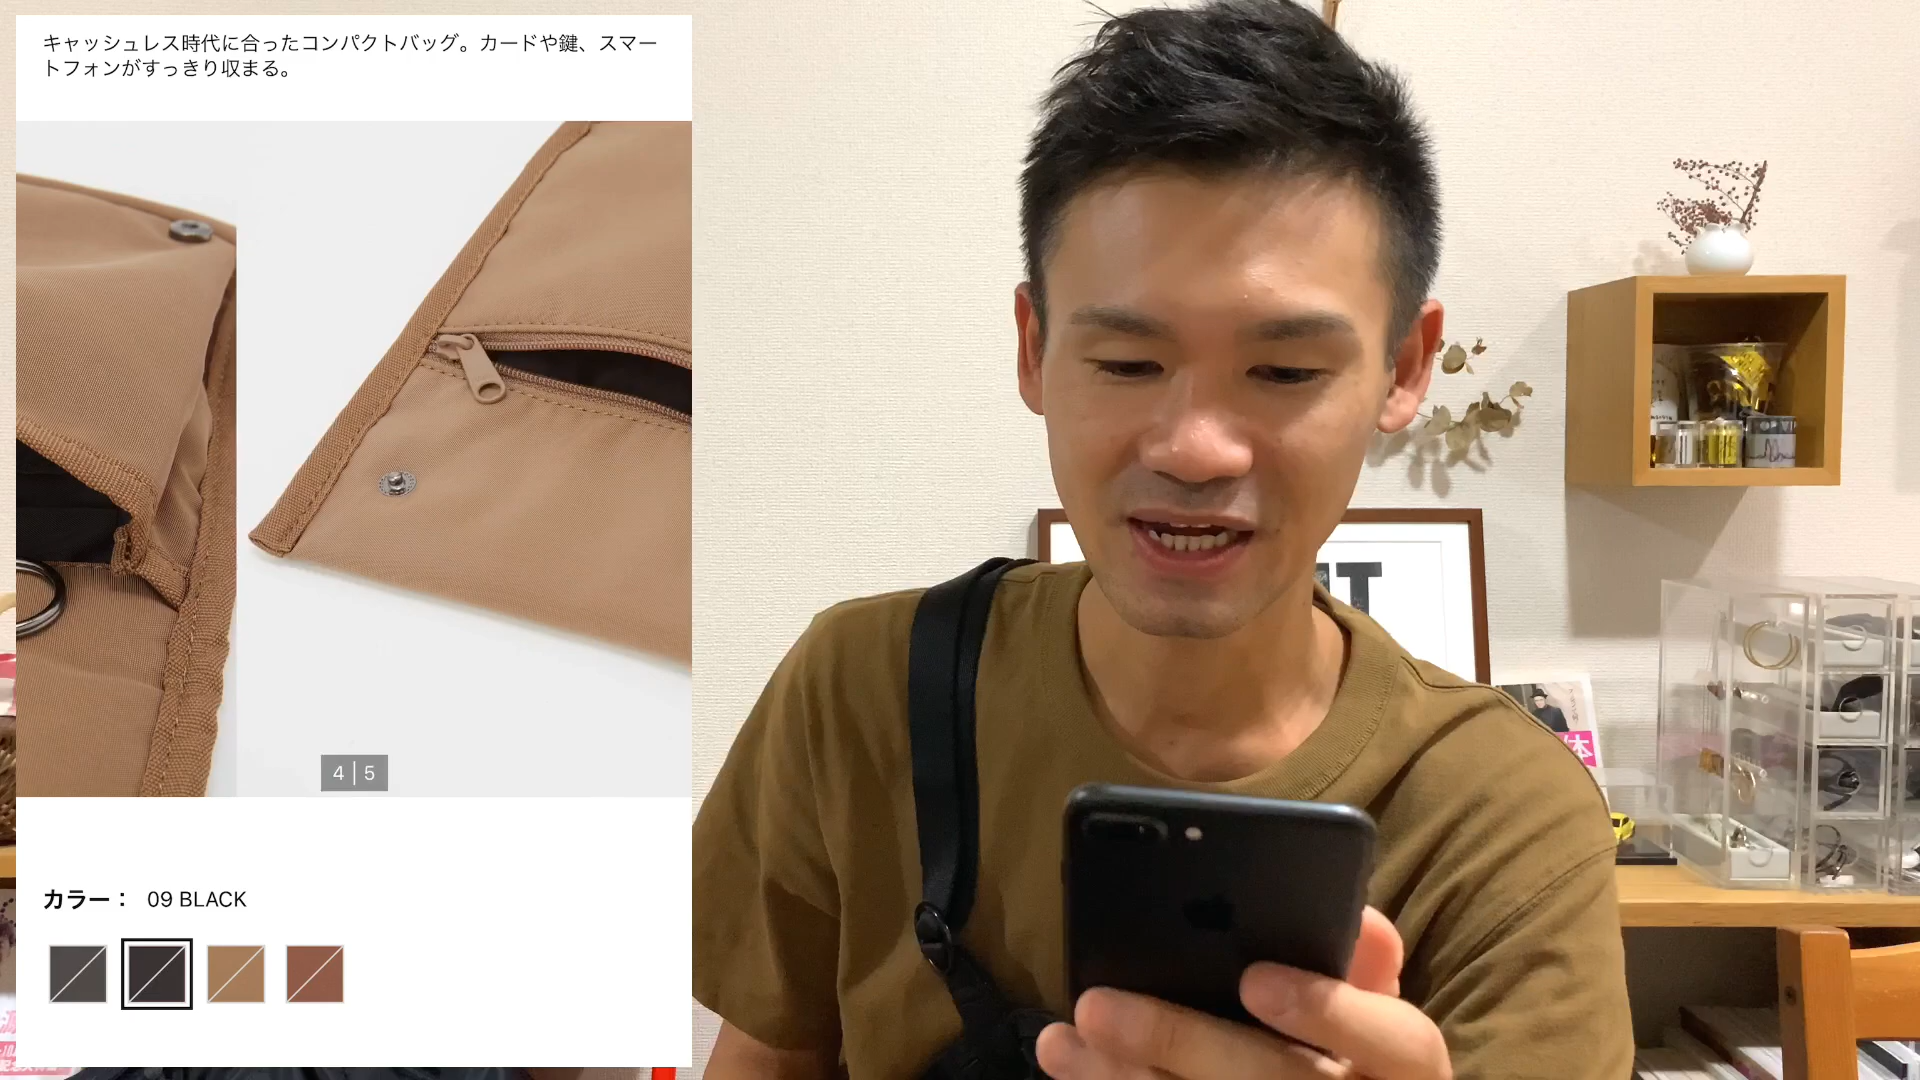 キャッシュレス時代に合ったコンパクトバッグ。カードや鍵、スマー
トフォンがすっきり収まる。
4 | 5
カラー： 09 BLACK
IT
本